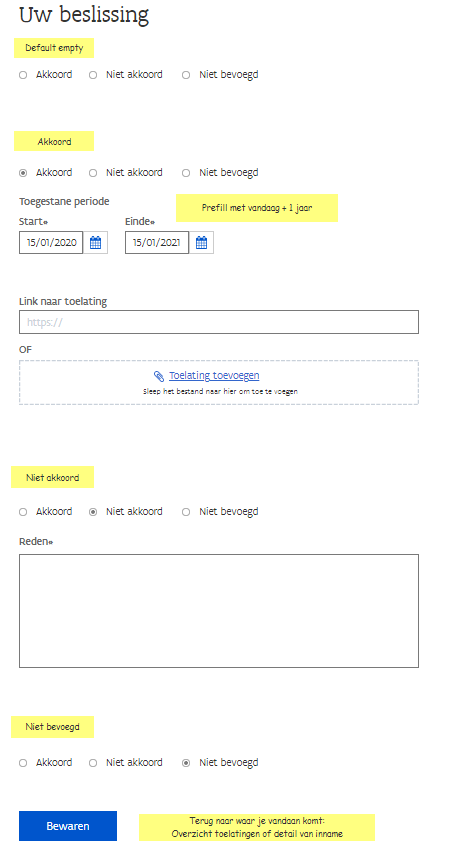 Uw beslissing
Default empty
Akkoord Niet akkoord Niet bevoegd
Akkoord
Akkoord Niet akkoord Niet bevoegd
Toegestane periode
Prefill met vandaag + 1 jaar
Start» Einde»
15/01/2020 15/01/2021
Link naar toelating
https://
OF
Toelating toevoegen
Sleep het bestand naar hier om toe te voegen
Niet akkoord
Akkoord Niet akkoord Niet bevoegd
Reden»
Niet bevoegd
Akkoord Niet akkoord Niet bevoegd
Bewaren
Terug naar waar je vandaan komt:
Overzicht toelatingen of detail van inname